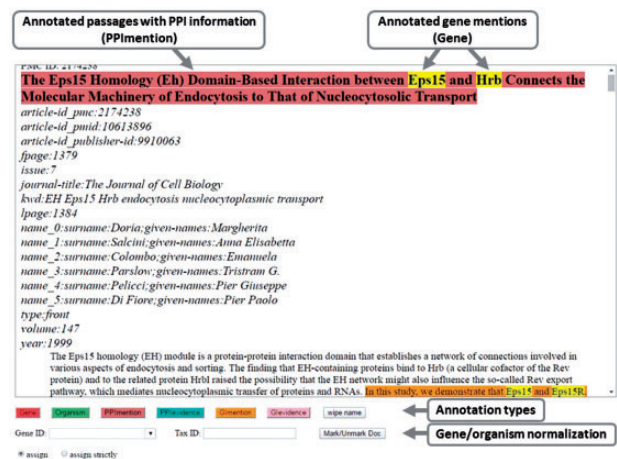 Annotated passages with PPI information
(PPImention)
Annotated gene mentions
(Gene)
PMC ID: 2174238
The Eps15 Homology (Eh) Domain-Based Interaction between Eps15 and Hrb Connects the
Molecular Machinery of Endocytosis to That of Nucleocytosolic Transport
article-id_pmc:2174238
article-id_pmid:10613896
article-id_publisher-id:9910063
fpage:1379
issue:7
journal-title:The Journal of Cell Biology
kwd:EH Eps15 Hrb endocytosis nucleocytoplasmic transport
lpage:1384
name_0:surname:Doria;given-names:Margherita
name_1:surname:Salcini;given-names:Anna Elisabetta
name_2:surname:Colombo;given-names:Emanuela
name_3:surname:Parslow;given-names:Tristram G.
name_4:surname:Pelicci;given-names:Pier Giuseppe
name_5:surname:Di Fiore;given-names:Pier Paolo
type:front
volume:147
year:1999
The Eps15 homology (EH) module is a protein-protein interaction domain that establishes a network of connections involved in
various aspects of endocytosis and sorting. The finding that EH-containing proteins bind to Hrb (a cellular cofactor of the Rev
protein) and to the related protein Hrbl raised the possibility that the EH network might also influence the so-called Rev export
pathway, which mediates nucleocytoplasmic transfer of proteins and RNAs. In this study, we demonstrate that Eps15 and Eps15R,
Gene Organism PPImention PPIevidence GImention GIevidence wipe name
Annotation types
Gene ID: Tax ID: Mark/Unmark Doc
Gene/organism normalization
assign assign strictly